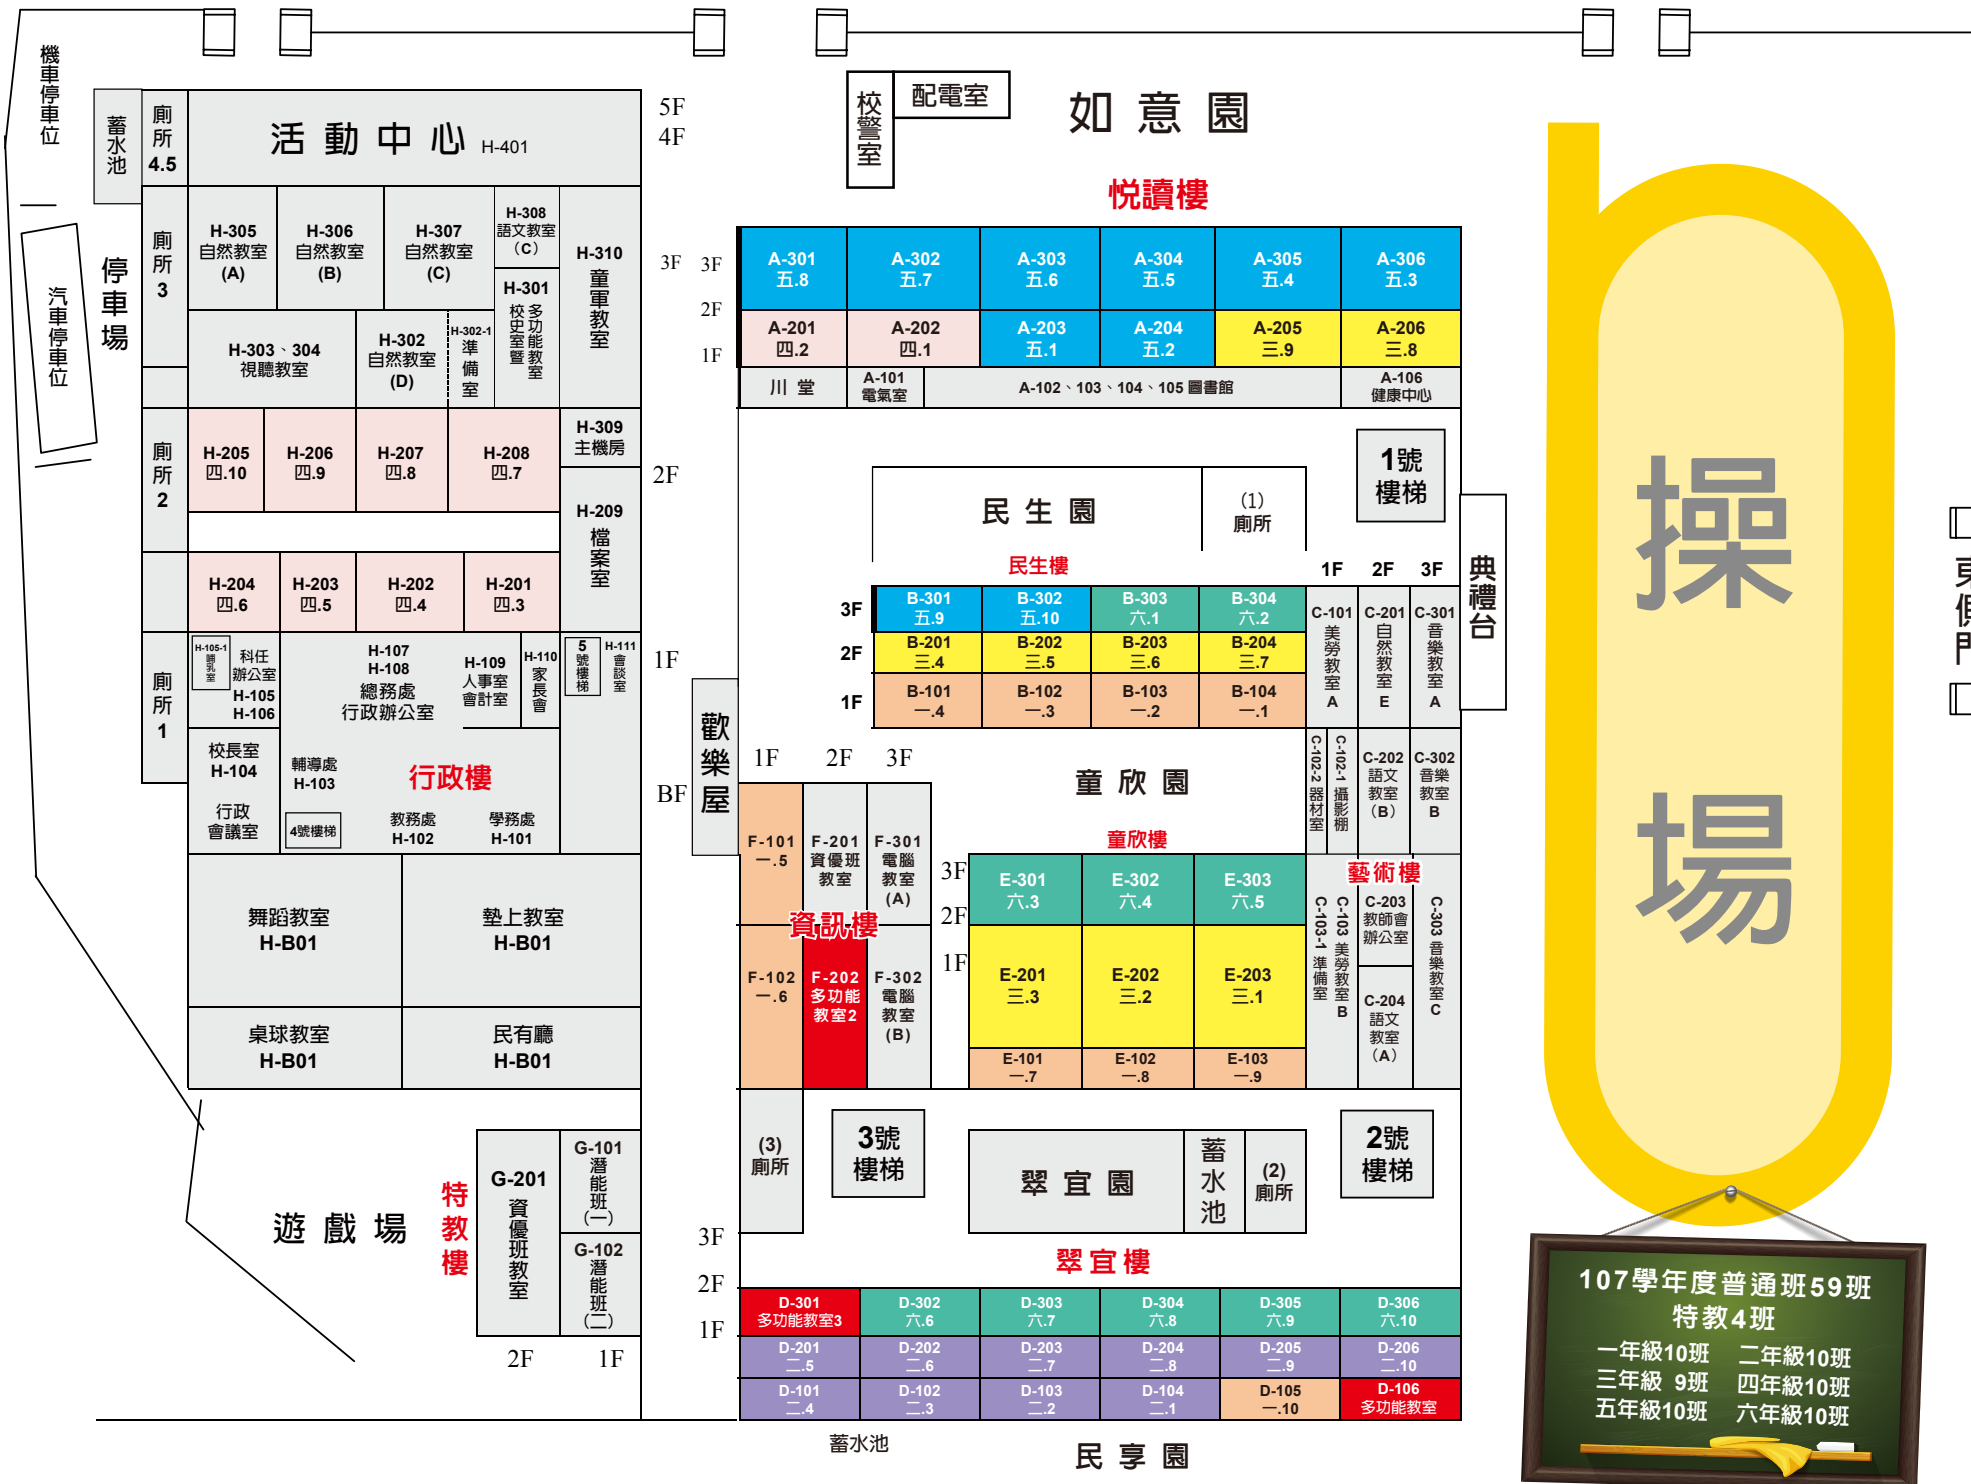 機車停車位
蓄水池
廁所
4.5
活動中心 H-401
5F
4F
校警室
配電室
如意園
悅讀樓
停車場
汽車停車位
廁所
3
H-305
自然教室
(A)
H-306
自然教室
(B)
H-307
自然教室
(C)
H-308
語文教室
(C)
H-301
多功能教室
校史室暨
H-310
童軍教室
H-303、304
視聽教室
H-302
自然教室
(D)
H-302-1
準備室
3F
3F
2F
1F
A-301
五.8
A-302
五.7
A-303
五.6
A-304
五.5
A-305
五.4
A-306
五.3
A-201
四.2
A-202
四.1
A-203
五.1
A-204
五.2
A-205
三.9
A-206
三.8
川堂
A-101
電氣室
A-102、103、104、105 圖書館
A-106
健康中心
廁所
2
H-205
四.10
H-206
四.9
H-207
四.8
H-208
四.7
H-309
主機房
H-209
檔案室
2F
H-204
四.6
H-203
四.5
H-202
四.4
H-201
四.3
1號
樓梯
民生園
(1)
廁所
民生樓
1F 2F 3F
典禮台
3F
2F
1F
B-301
五.9
B-302
五.10
B-303
六.1
B-304
六.2
B-201
三.4
B-202
三.5
B-203
三.6
B-204
三.7
B-101
一.4
B-102
一.3
B-103
一.2
B-104
一.1
C-101
美勞教室
A
C-201
自然教室
E
C-301
音樂教室
A
廁所
1
H-105-1
哺乳室
科任
辦公室
H-105
H-106
H-107
H-108
總務處
行政辦公室
H-109
人事室
會計室
H-110
家長會
5號樓梯
H-111
會談室
1F
校長室
H-104
行政
會議室
輔導處
H-103
行政樓
4號樓梯
教務處
H-102
學務處
H-101
BF
歡樂屋
1F 2F 3F
童欣園
童欣樓
C-102-2 器材室
C-102-1 攝影棚
C-202
語文
教室
(B)
C-302
音樂
教室
B
F-101
一.5
F-201
資優班
教室
F-301
電腦
教室
(A)
資訊樓
F-102
一.6
F-202
多功能
教室2
F-302
電腦
教室
(B)
3F
2F
1F
E-301
六.3
E-302
六.4
E-303
六.5
E-201
三.3
E-202
三.2
E-203
三.1
E-101
一.7
E-102
一.8
E-103
一.9
藝術樓
C-103-1 準備室
C-103 美勞教室 B
C-203
教師會
辦公室
C-204
語文
教室
(A)
C-303 音樂教室 C
舞蹈教室
H-B01
墊上教室
H-B01
桌球教室
H-B01
民有廳
H-B01
遊戲場
特教樓
G-201
資優班教室
G-101
潛能班(一)
G-102
潛能班(二)
2F 1F
(3)
廁所
3號
樓梯
翠宜園
蓄水池
(2)
廁所
2號
樓梯
翠宜樓
3F
2F
1F
D-301
多功能教室3
D-302
六.6
D-303
六.7
D-304
六.8
D-305
六.9
D-306
六.10
D-201
二.5
D-202
二.6
D-203
二.7
D-204
二.8
D-205
二.9
D-206
二.10
D-101
二.4
D-102
二.3
D-103
二.2
D-104
二.1
D-105
一.10
D-106
多功能教室
蓄水池
民享園
操場
東側門
107學年度普通班59班
特教4班
一年級10班 二年級10班
三年級 9班 四年級10班
五年級10班 六年級10班